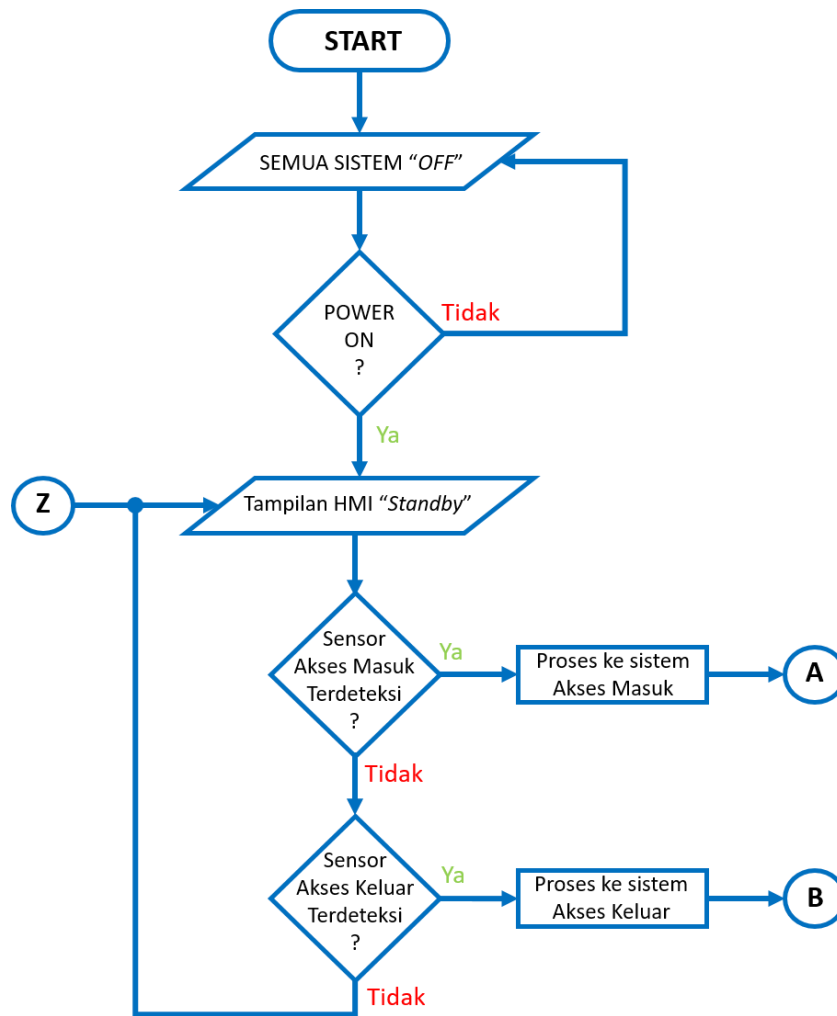 START
SEMUA SISTEM “OFF”
POWER
ON
?
Tidak
Ya
Z
Tampilan HMI “Standby”
Sensor
Akses Masuk
Terdeteksi
?
Ya
Proses ke sistem
Akses Masuk
A
Tidak
Sensor
Akses Keluar
Terdeteksi
?
Ya
Proses ke sistem
Akses Keluar
B
Tidak